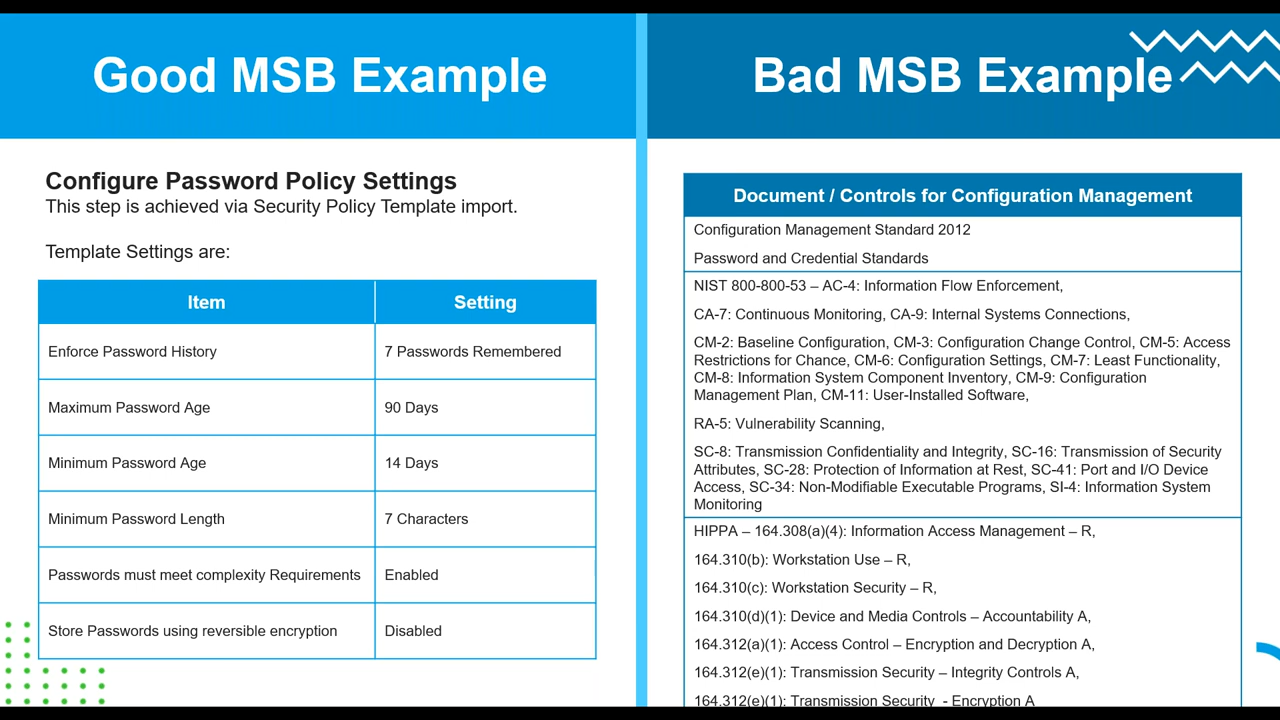 Good MSB Example
Configure Password Policy Settings
This step is achieved via Security Policy Template import.
Template Settings are:
Item Setting
Enforce Password History 7 Passwords Remembered
Maximum Password Age 90 Days
Minimum Password Age 14 Days
Minimum Password Length 7 Characters
Passwords must meet complexity Requirements Enabled
Store Passwords using reversible encryption Disabled
Bad MSB Example
Document / Controls for Configuration Management
Configuration Management Standard 2012
Password and Credential Standards
NIST 800-800-53 – AC-4: Information Flow Enforcement,
CA-7: Continuous Monitoring, CA-9: Internal Systems Connections,
CM-2: Baseline Configuration, CM-3: Configuration Change Control, CM-5: Access
Restrictions for Chance, CM-6: Configuration Settings, CM-7: Least Functionality,
CM-8: Information System Component Inventory, CM-9: Configuration
Management Plan, CM-11: User-Installed Software,
RA-5: Vulnerability Scanning,
SC-8: Transmission Confidentiality and Integrity, SC-16: Transmission of Security
Attributes, SC-28: Protection of Information at Rest, SC-41: Port and I/O Device
Access, SC-34: Non-Modifiable Executable Programs, SI-4: Information System
Monitoring
HIPPA – 164.308(a)(4): Information Access Management – R,
164.310(b): Workstation Use – R,
164.310(c): Workstation Security – R,
164.310(d)(1): Device and Media Controls – Accountability A,
164.312(a)(1): Access Control – Encryption and Decryption A,
164.312(e)(1): Transmission Security – Integrity Controls A,
164.312(e)(1): Transmission Security - Encryption A